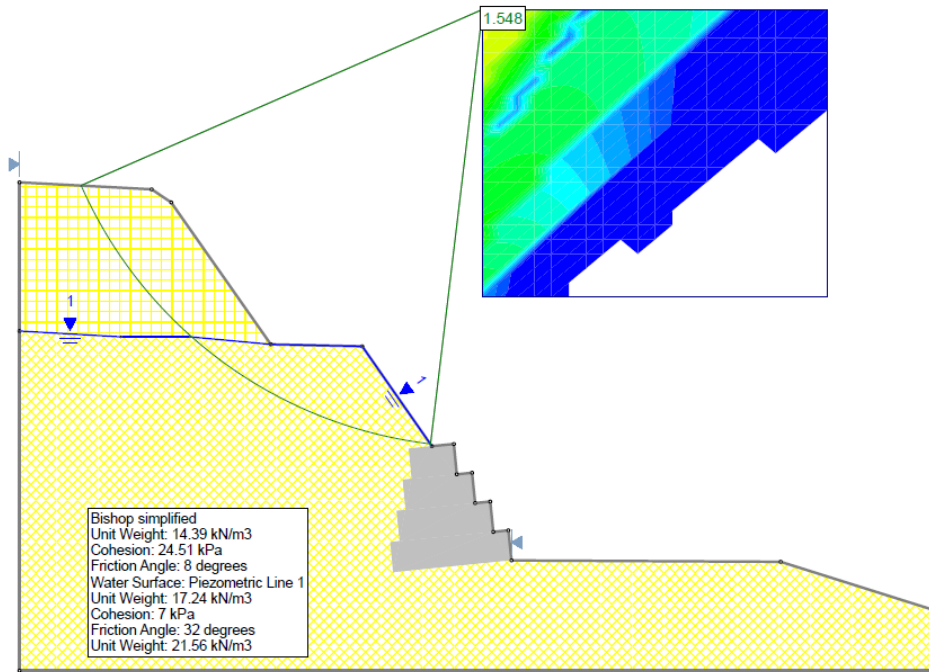 1.548
1
1
Bishop simplified
Unit Weight: 14.39 kN/m3
Cohesion: 24.51 kPa
Friction Angle: 8 degrees
Water Surface: Piezometric Line 1
Unit Weight: 17.24 kN/m3
Cohesion: 7 kPa
Friction Angle: 32 degrees
Unit Weight: 21.56 kN/m3